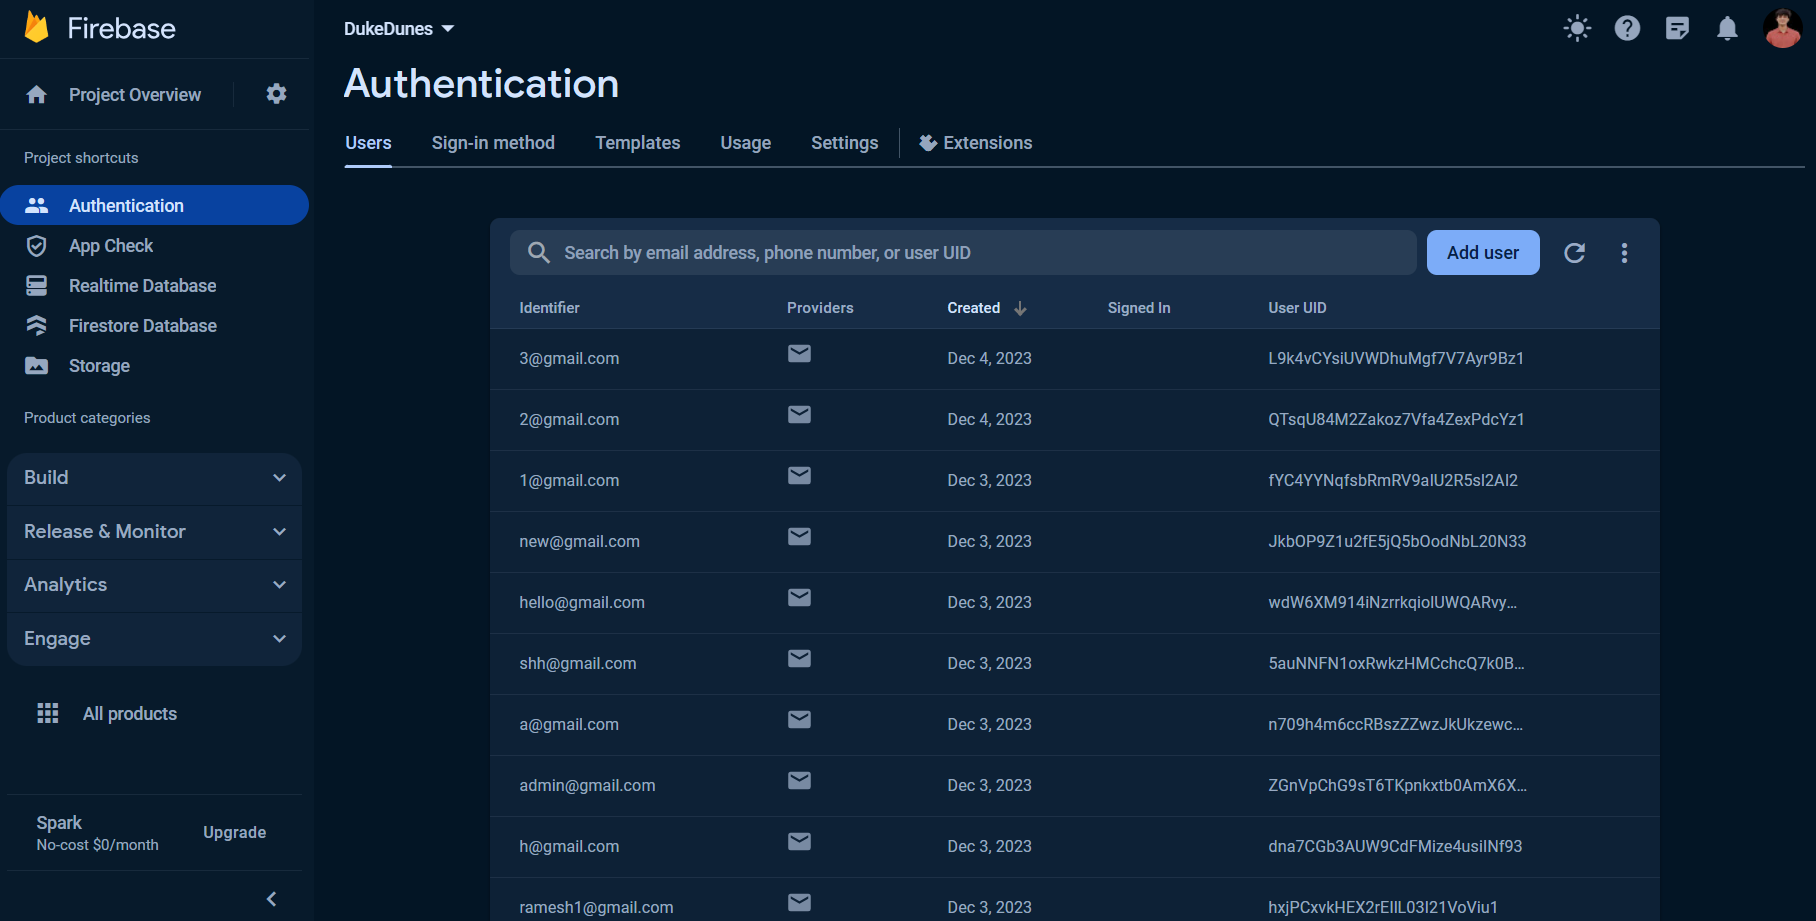 Firebase
DukeDunes
Project Overview
Authentication
Users Sign-in method Templates Usage Settings Extensions
Project shortcuts
Authentication
App Check
Realtime Database
Firestore Database
Storage
Product categories
Build
Release & Monitor
Analytics
Engage
All products
Spark
No-cost $0/month
Upgrade
Search by email address, phone number, or user UID
Add user
Identifier Providers Created Signed In User UID
3@gmail.com Dec 4, 2023 L9k4vCYsiUVWDhuMgf7V7Ayr9Bz1
2@gmail.com Dec 4, 2023 QTsqU84M2Zakoz7Vfa4ZexPdcYz1
1@gmail.com Dec 3, 2023 fYC4YYNqfsbRmRV9aIU2R5sI2AI2
new@gmail.com Dec 3, 2023 JkbOP9Z1u2fE5jQ5bOodNbL20N33
hello@gmail.com Dec 3, 2023 wdW6XM914iNzrrkqiolUWQARvy...
shh@gmail.com Dec 3, 2023 5auNNFN1oxRwkzHMCchcQ7k0B...
a@gmail.com Dec 3, 2023 n709h4m6ccRBszZZwzJkUkzewc...
admin@gmail.com Dec 3, 2023 ZGnVpChG9sT6TKpnkxtb0AmX6X...
h@gmail.com Dec 3, 2023 dna7CGb3AUW9CdFMize4usiINf93
ramesh1@gmail.com Dec 3, 2023 hxjPCxvkHEX2rEIlL03I21VoViu1